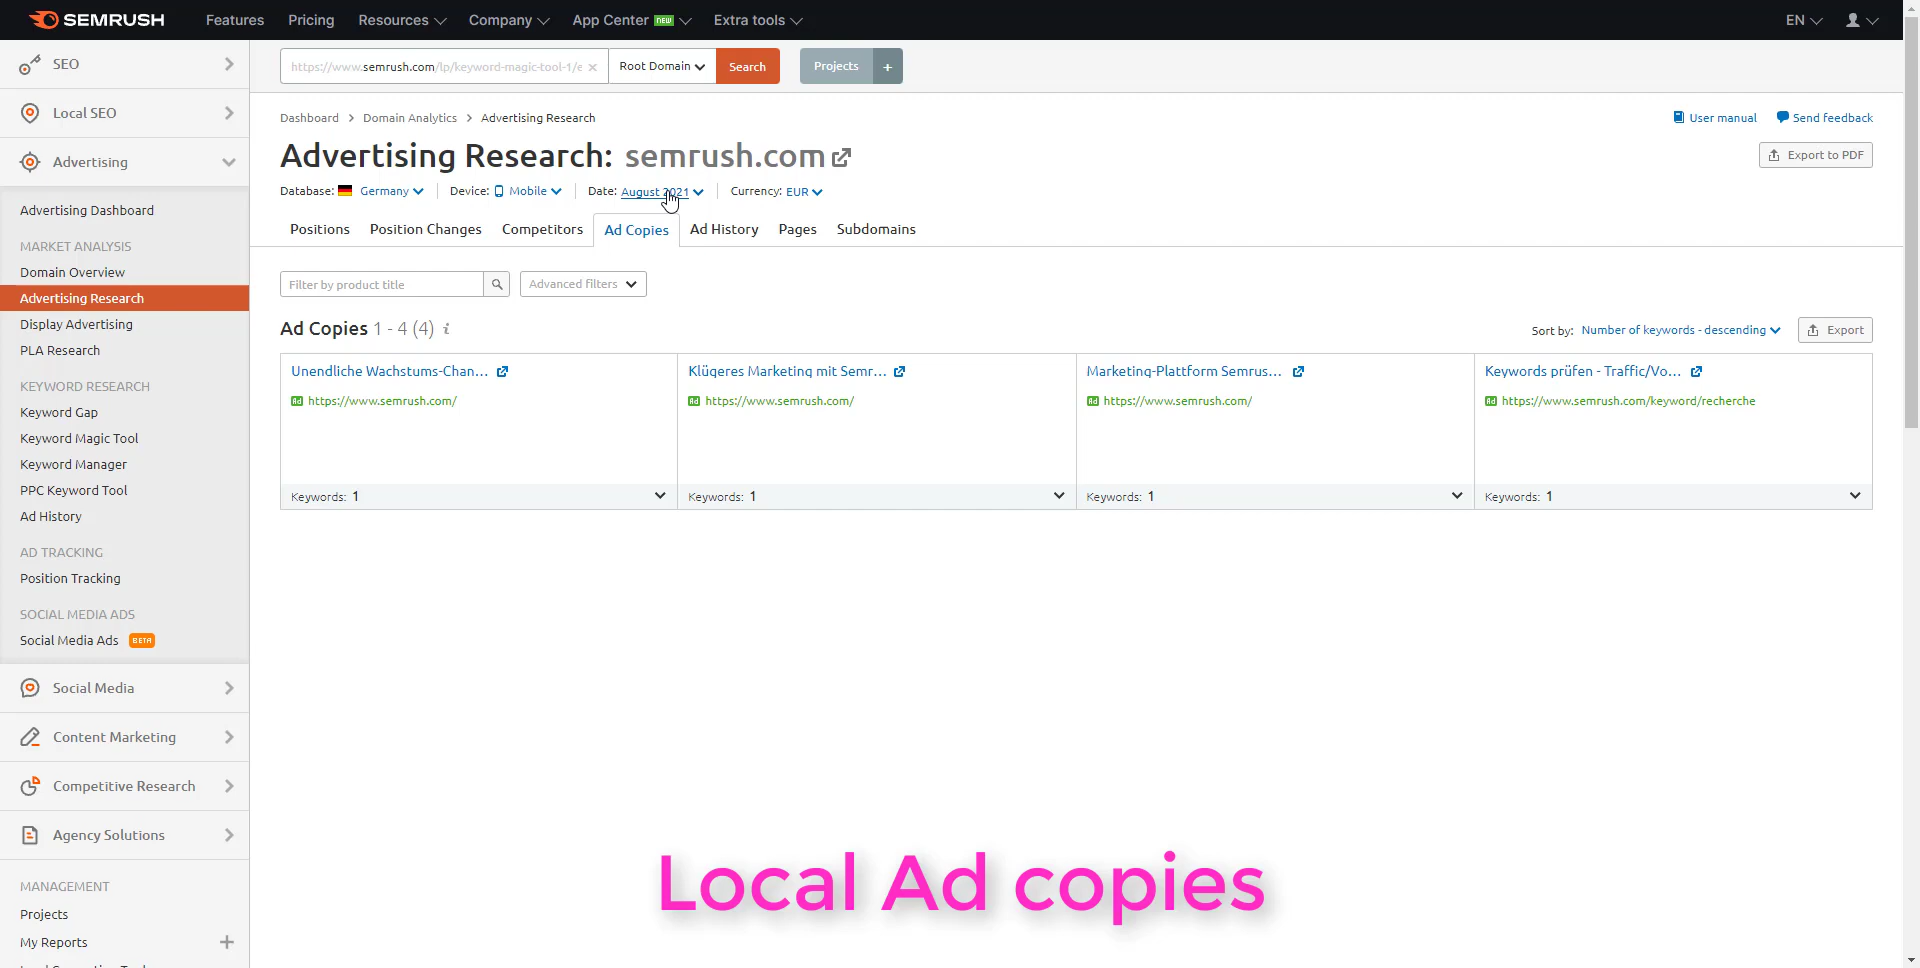 SEMRUSH Features Pricing Resources Company App Center NEW Extra tools EN
SEO
Local SEO
Advertising
Advertising Dashboard
MARKET ANALYSIS
Domain Overview
Advertising Research
Display Advertising
PLA Research
KEYWORD RESEARCH
Keyword Gap
Keyword Magic Tool
Keyword Manager
PPC Keyword Tool
Ad History
AD TRACKING
Position Tracking
SOCIAL MEDIA ADS
Social Media Ads BETA
Social Media
Content Marketing
Competitive Research
Agency Solutions
MANAGEMENT
Projects
My Reports +
https://www.semrush.com/lp/keyword-magic-tool-1/e × Root Domain Search Projects +
Dashboard > Domain Analytics > Advertising Research User manual Send feedback
Advertising Research: semrush.com Export to PDF
Database: Germany Device: Mobile Date: August 2021 Currency: EUR
Positions Position Changes Competitors Ad Copies Ad History Pages Subdomains
Filter by product title Advanced filters
Ad Copies 1 - 4 (4) i Sort by: Number of keywords - descending Export
Unendliche Wachstums-Chan... Klügeres Marketing mit Semr... Marketing-Plattform Semrus... Keywords prüfen - Traffic/Vo...
Ad https://www.semrush.com/ Ad https://www.semrush.com/ Ad https://www.semrush.com/ Ad https://www.semrush.com/keyword/recherche
Keywords: 1 Keywords: 1 Keywords: 1 Keywords: 1
Local Ad copies